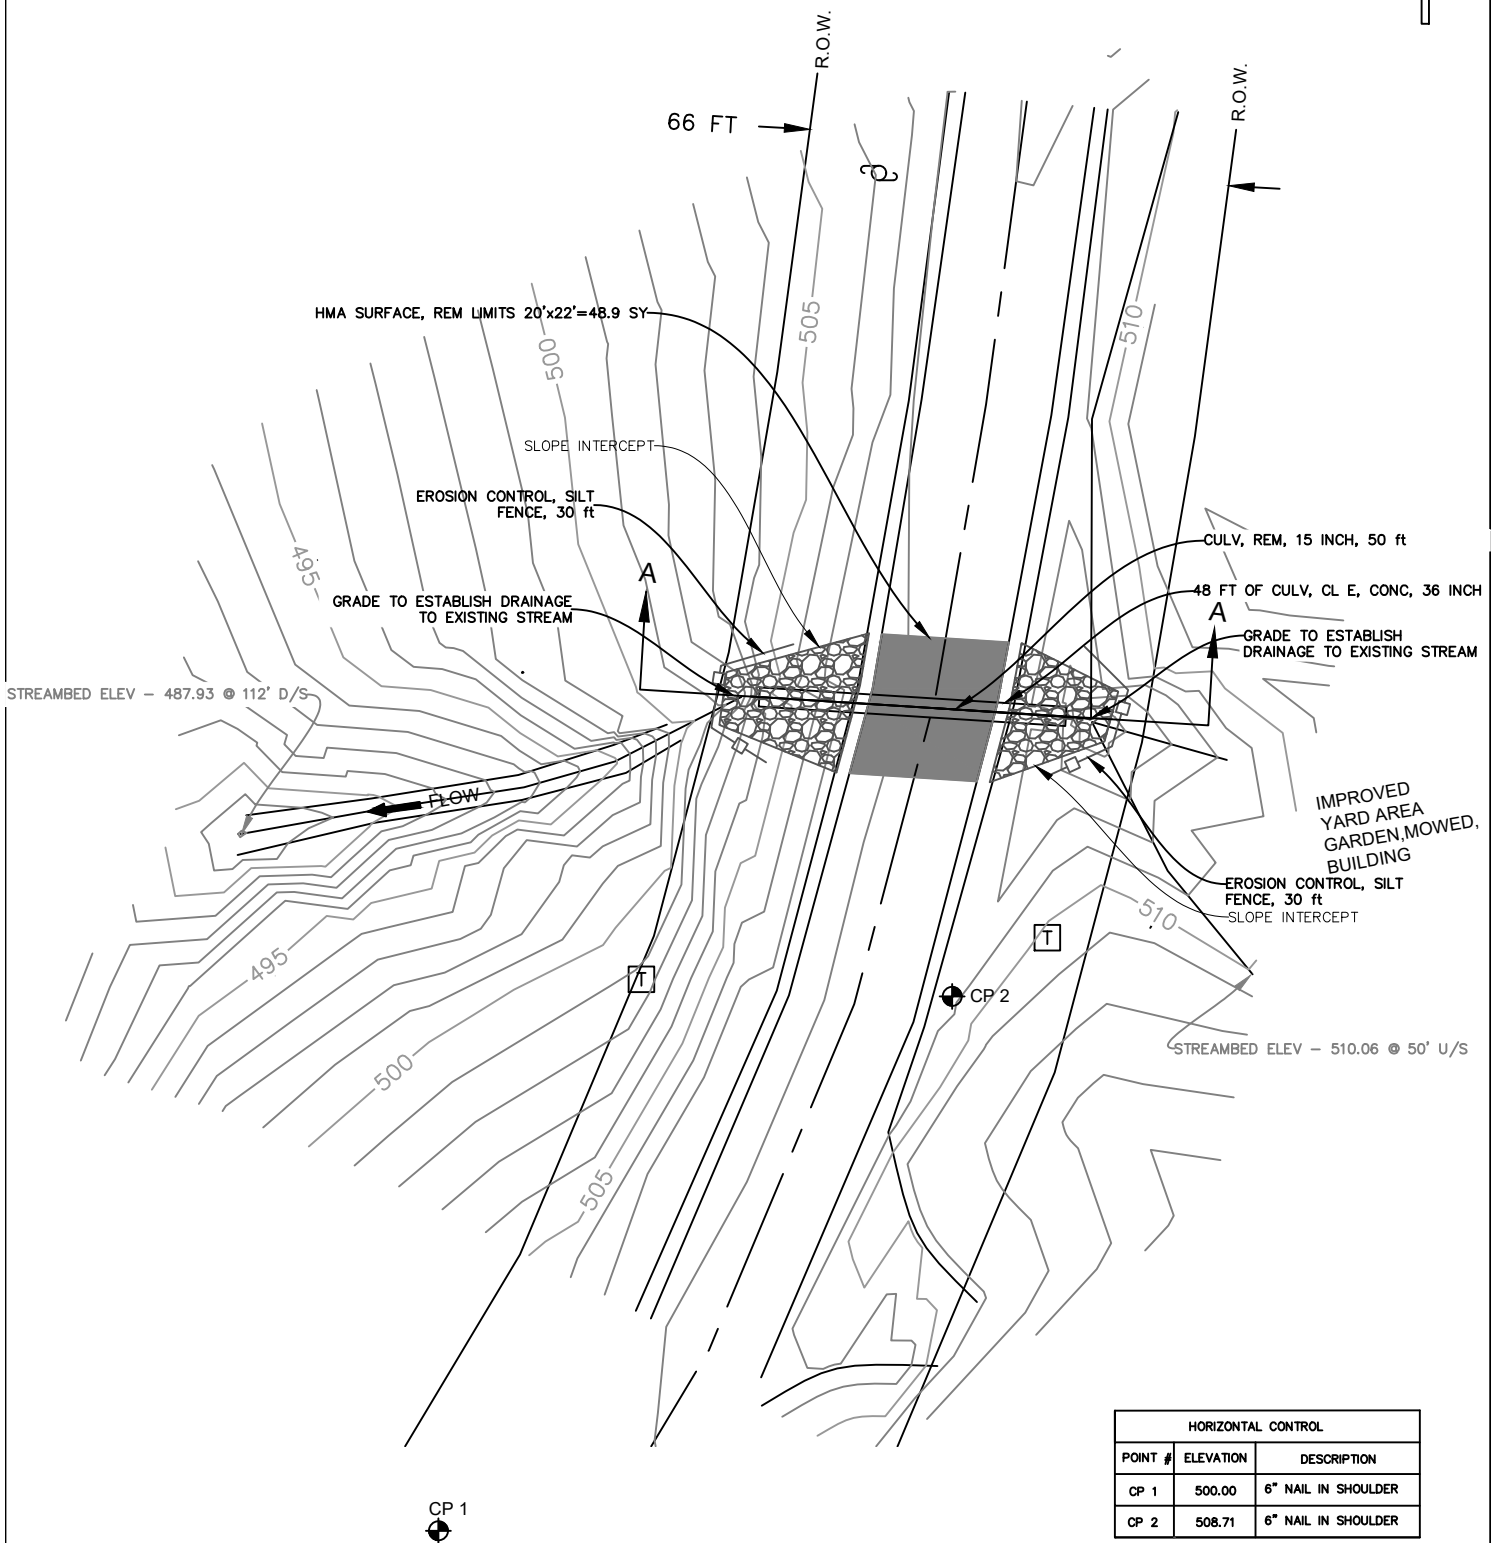 R.O.W.
R.O.W.
66 FT
505
510
HMA SURFACE, REM LIMITS 20'x22'=48.9 SY
500
SLOPE INTERCEPT
EROSION CONTROL, SILT
FENCE, 30 ft
495
CULV, REM, 15 INCH, 50 ft
A
48 FT OF CULV, CL E, CONC, 36 INCH
A
GRADE TO ESTABLISH DRAINAGE
TO EXISTING STREAM
GRADE TO ESTABLISH
DRAINAGE TO EXISTING STREAM
STREAMBED ELEV - 487.93 @ 112' D/S
FLOW
IMPROVED
YARD AREA
GARDEN,MOWED,
BUILDING
EROSION CONTROL, SILT
FENCE, 30 ft
SLOPE INTERCEPT
510
T
T
495
CP 2
STREAMBED ELEV - 510.06 @ 50' U/S
500
505
HORIZONTAL CONTROL
POINT # ELEVATION DESCRIPTION
CP 1 500.00 6" NAIL IN SHOULDER
CP 2 508.71 6" NAIL IN SHOULDER
CP 1